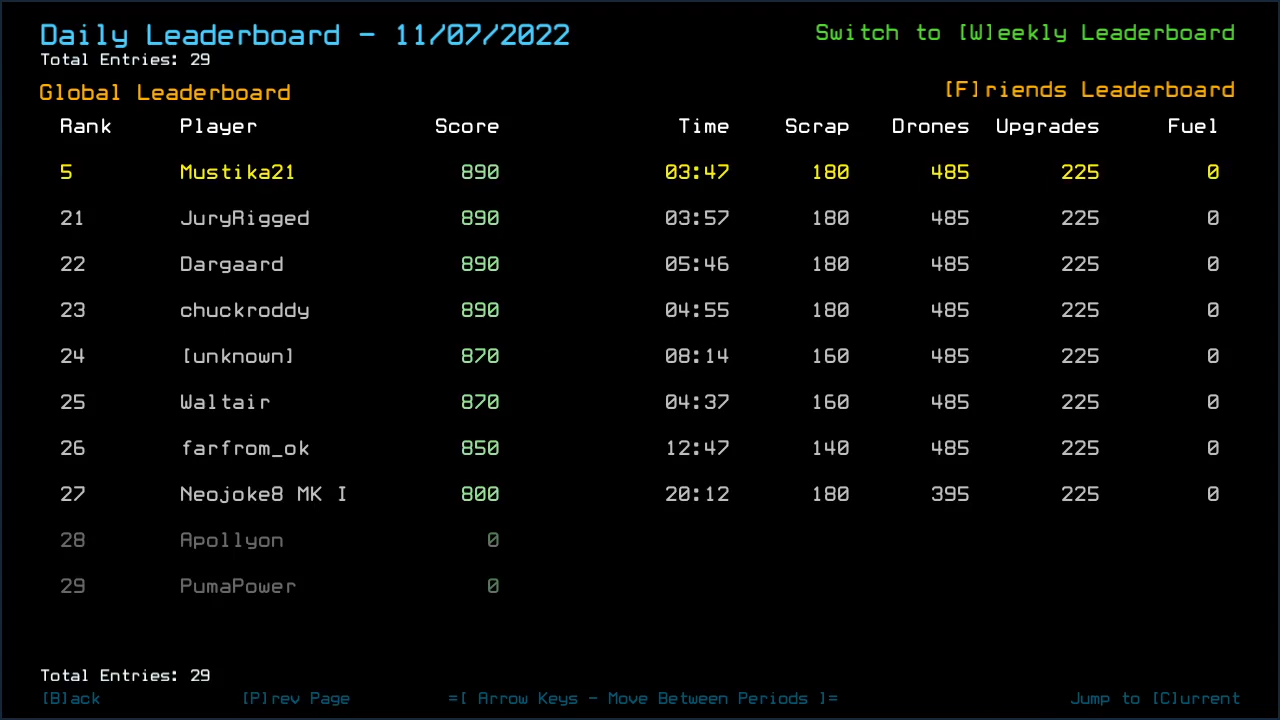 Daily Leaderboard - 11/07/2022 Switch to [W]eekly Leaderboard
Total Entries: 29
Global Leaderboard [F]riends Leaderboard
Rank Player Score Time Scrap Drones Upgrades Fuel
5 Mustika21 890 03:47 180 485 225 0
21 JuryRigged 890 03:57 180 485 225 0
22 Dargaard 890 05:46 180 485 225 0
23 chuckroddy 890 04:55 180 485 225 0
24 [unknown] 870 08:14 160 485 225 0
25 Waltair 870 04:37 160 485 225 0
26 farfrom_ok 850 12:47 140 485 225 0
27 Neojoke8 MK I 800 20:12 180 395 225 0
28 Apollyon 0
29 PumaPower 0
Total Entries: 29
[B]ack [P]rev Page =[ Arrow Keys - Move Between Periods ]= Jump to [C]urrent